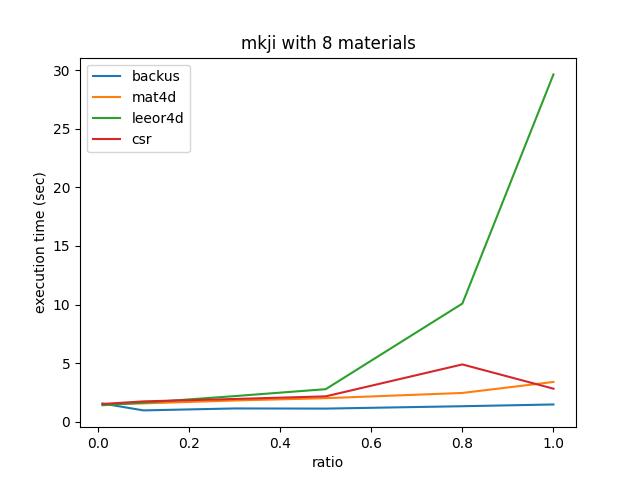 mkji with 8 materials
backus
mat4d
leeor4d
csr
execution time (sec)
30
25
20
15
10
5
0
0.0 0.2 0.4 0.6 0.8 1.0
ratio